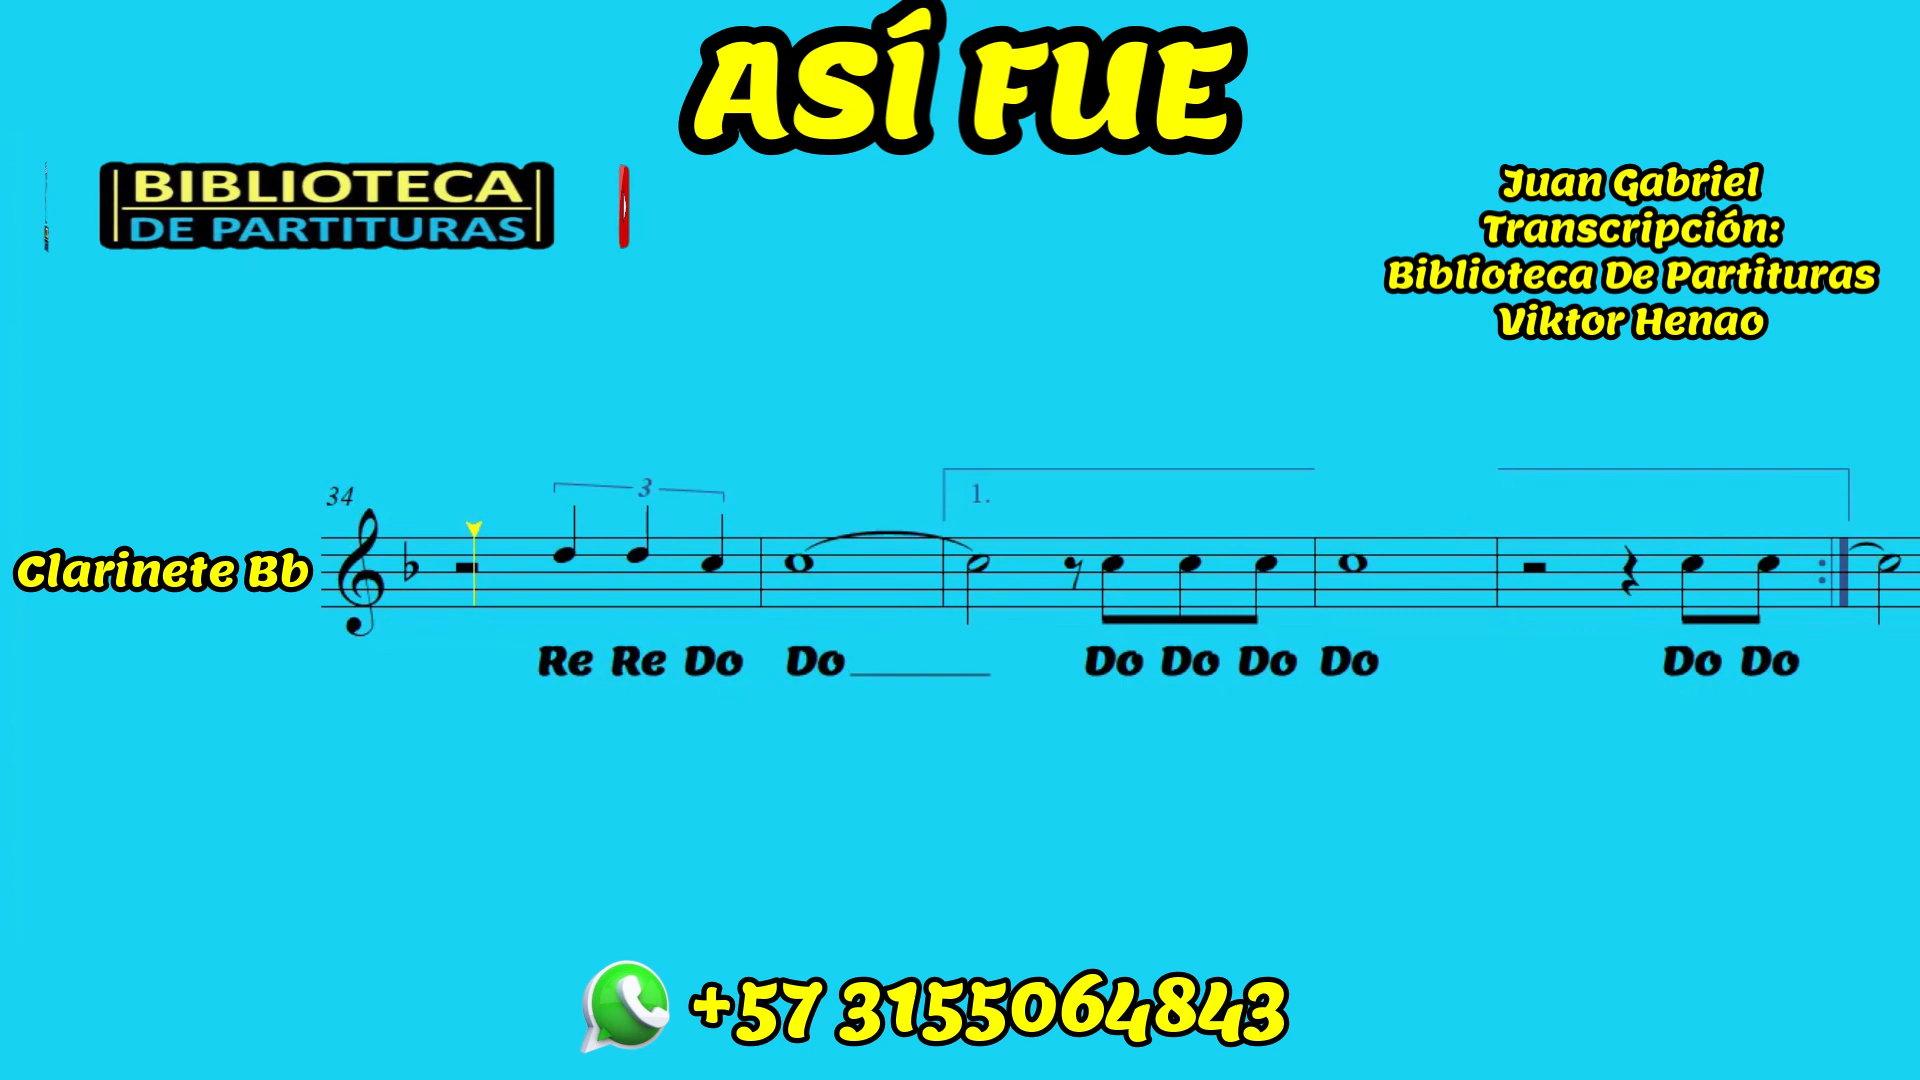 ASÍ FUE
BIBLIOTECA
DE PARTITURAS
Juan Gabriel
Transcripción:
Biblioteca De Partituras
Viktor Henao
34
3
1.
Clarinete Bb
Re Re Do Do Do Do Do Do Do Do
+57 3155064843